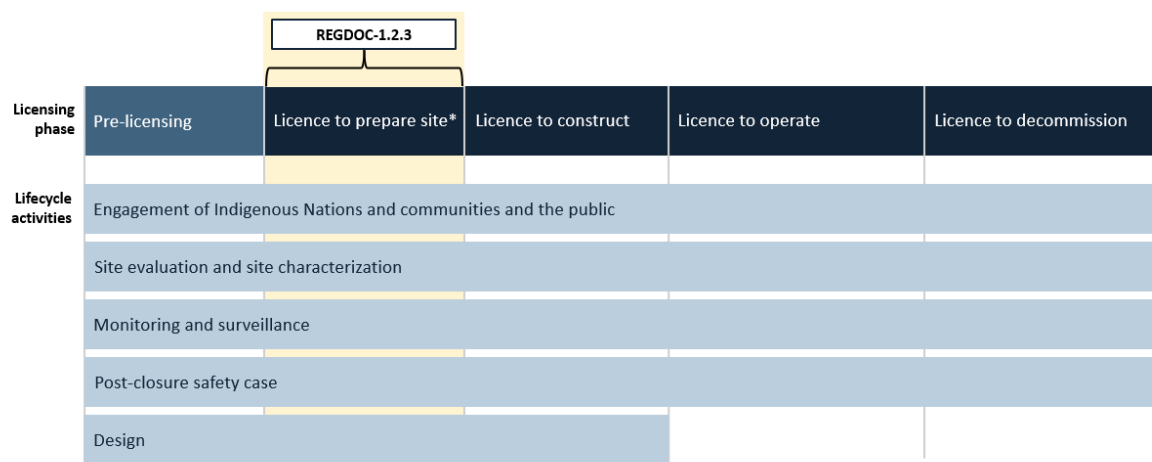 REGDOC-1.2.3
Licensing
phase
Pre-licensing
Licence to prepare site*
Licence to construct
Licence to operate
Licence to decommission
Lifecycle
activities
Engagement of Indigenous Nations and communities and the public
Site evaluation and site characterization
Monitoring and surveillance
Post-closure safety case
Design